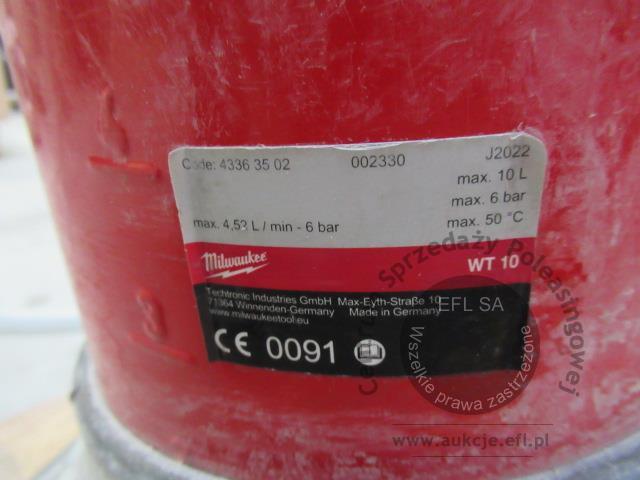 Code: 4336 35 02 002330 J2022
max. 10 L
max. 6 bar
max. 4,53 L / min - 6 bar max. 50 °C
Milwaukee WT 10
Techtronic Industries GmbH Max-Eyth-Straße 10
71364 Winnenden-Germany Made in Germany
www.milwaukeetool.eu
CE 0091
Centrum Sprzedaży Poleasingowej
EFL SA
Wszelkie prawa zastrzeżone
www.aukcje.efl.pl